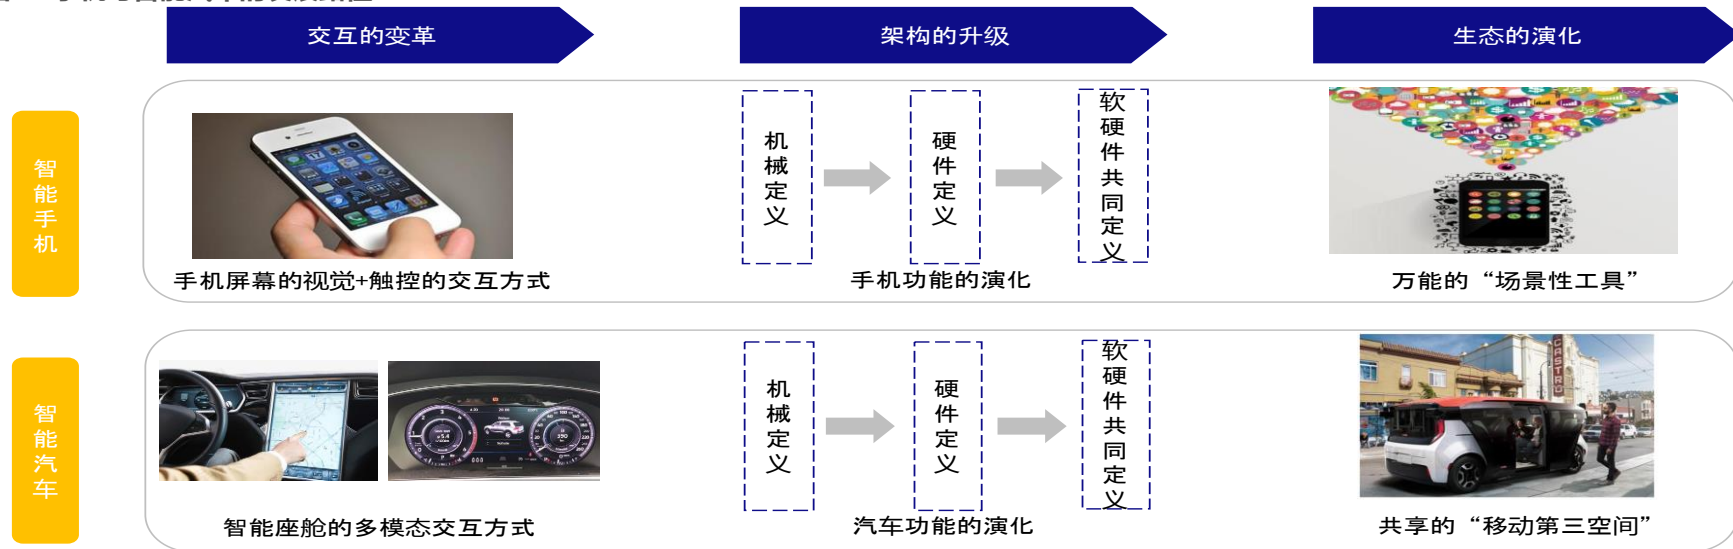 交互的变革
架构的升级
生态的演化
智能手机
机械定义
硬件定义
软硬件共同定义
手机屏幕的视觉+触控的交互方式
手机功能的演化
万能的“场景性工具”
智能汽车
机械定义
硬件定义
软硬件共同定义
CASTRO
智能座舱的多模态交互方式
汽车功能的演化
共享的“移动第三空间”